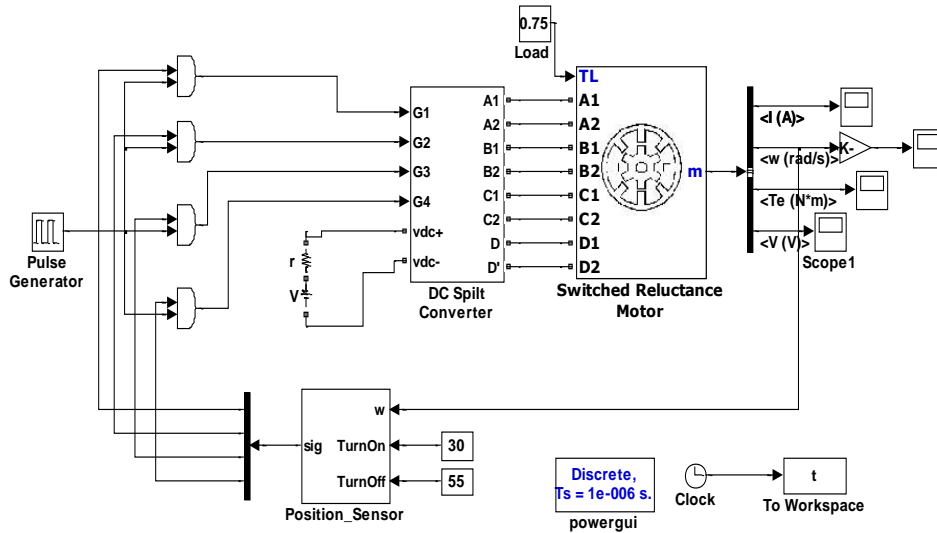 0.75
Load
TL
A1
A2
B1
B2
C1
C2
D1
D2
m
Switched Reluctance
Motor
G1
G2
G3
G4
vdc+
vdc-
A1
A2
B1
B2
C1
C2
D
D'
DC Spilt
Converter
r
V
Pulse
Generator
<I (A)>
<w (rad/s)>
K-
<Te (N*m)>
<V (V)>
Scope1
w
sig
TurnOn
TurnOff
Position_Sensor
30
55
Discrete,
Ts = 1e-006 s.
powergui
Clock
t
To Workspace